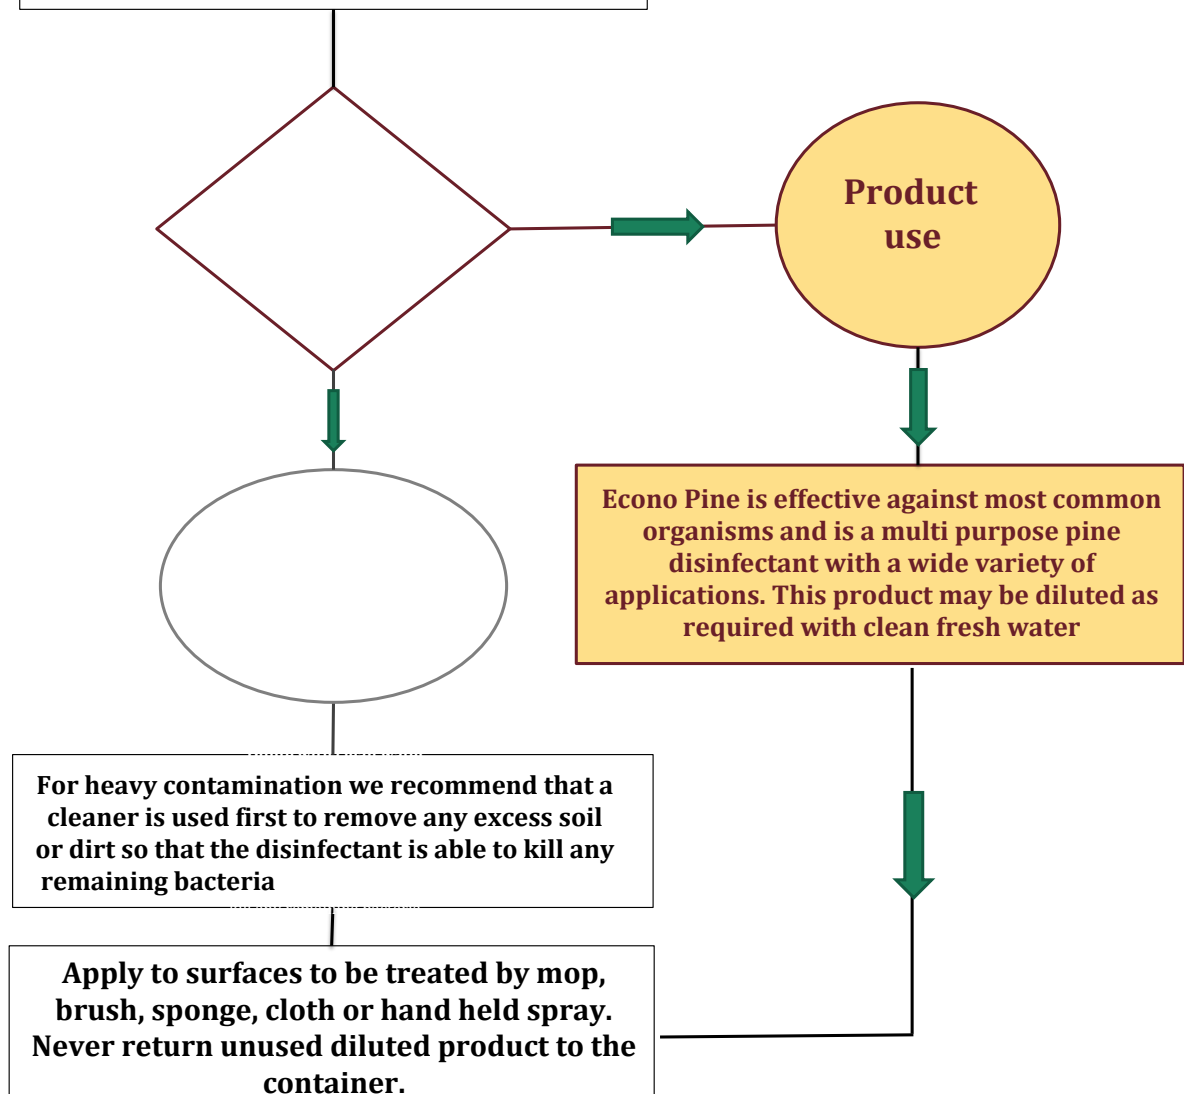 Product
use
Econo Pine is effective against most common
organisms and is a multi purpose pine
disinfectant with a wide variety of
applications. This product may be diluted as
required with clean fresh water
For heavy contamination we recommend that a
cleaner is used first to remove any excess soil
or dirt so that the disinfectant is able to kill any
remaining bacteria
Apply to surfaces to be treated by mop,
brush, sponge, cloth or hand held spray.
Never return unused diluted product to the
container.